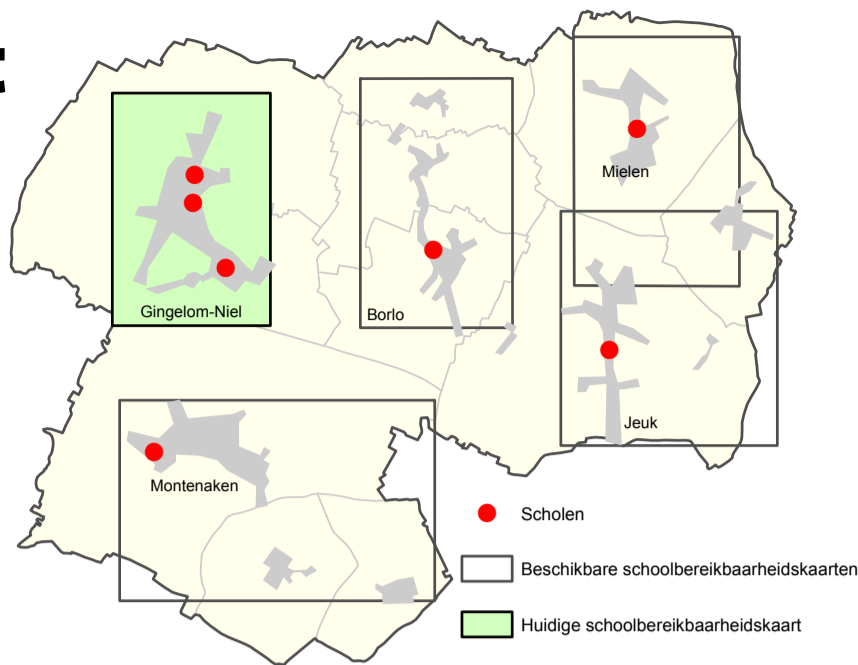 Mielen
Gingelom-Niel
Borlo
Jeuk
Montenaken
Scholen
Beschikbare schoolbereikbaarheidskaarten
Huidige schoolbereikbaarheidskaart